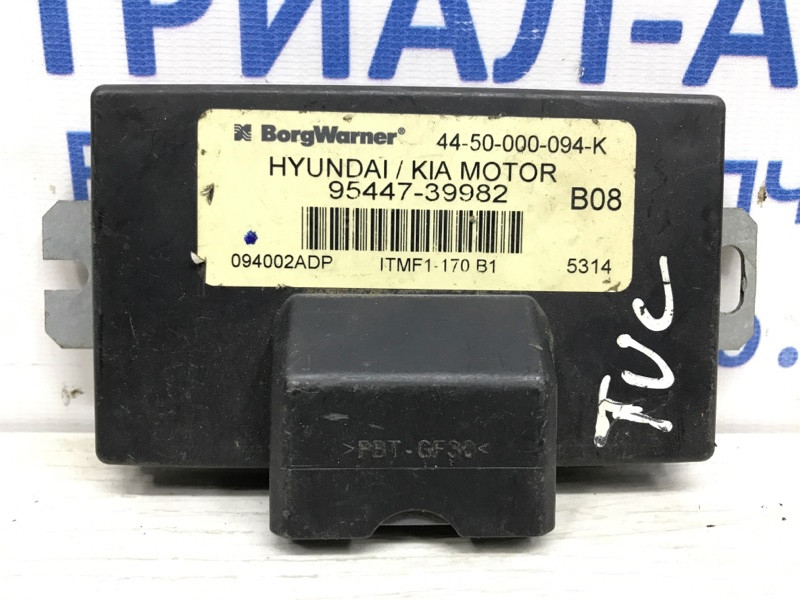 ТРИАЛ-А
BorgWarner® 44-50-000-094-K
HYUNDAI / KIA MOTOR
95447-39982 B08
094002ADP ITMF1-170 B1 5314
TUC
>PBT-GF30<